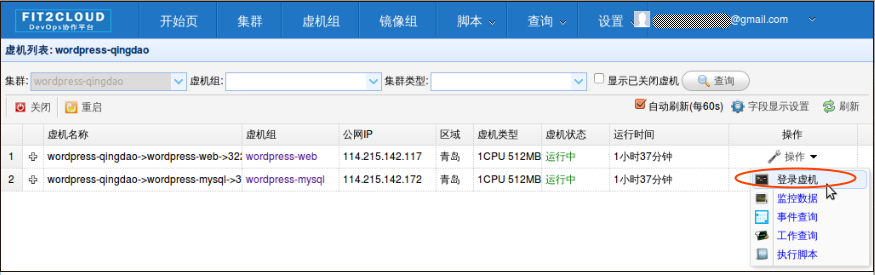 FIT2CLOUD
DevOps协作平台
开始页 集群 虚机组 镜像组 脚本 查询 设置 @gmail.com
虚机列表: wordpress-qingdao
集群: wordpress-qingdao 虚机组: 集群类型: 显示已关闭虚机 查询
关闭 重启 自动刷新(每60s) 字段显示设置 刷新
虚机名称 虚机组 公网IP 区域 虚机类型 虚机状态 运行时间 操作
1 wordpress-qingdao->wordpress-web->322 wordpress-web 114.215.142.117 青岛 1CPU 512MB 运行中 1小时37分钟 操作
2 wordpress-qingdao->wordpress-mysql->3 wordpress-mysql 114.215.142.172 青岛 1CPU 512MB 运行中 1小时37分钟
登录虚机
监控数据
事件查询
工作查询
执行脚本